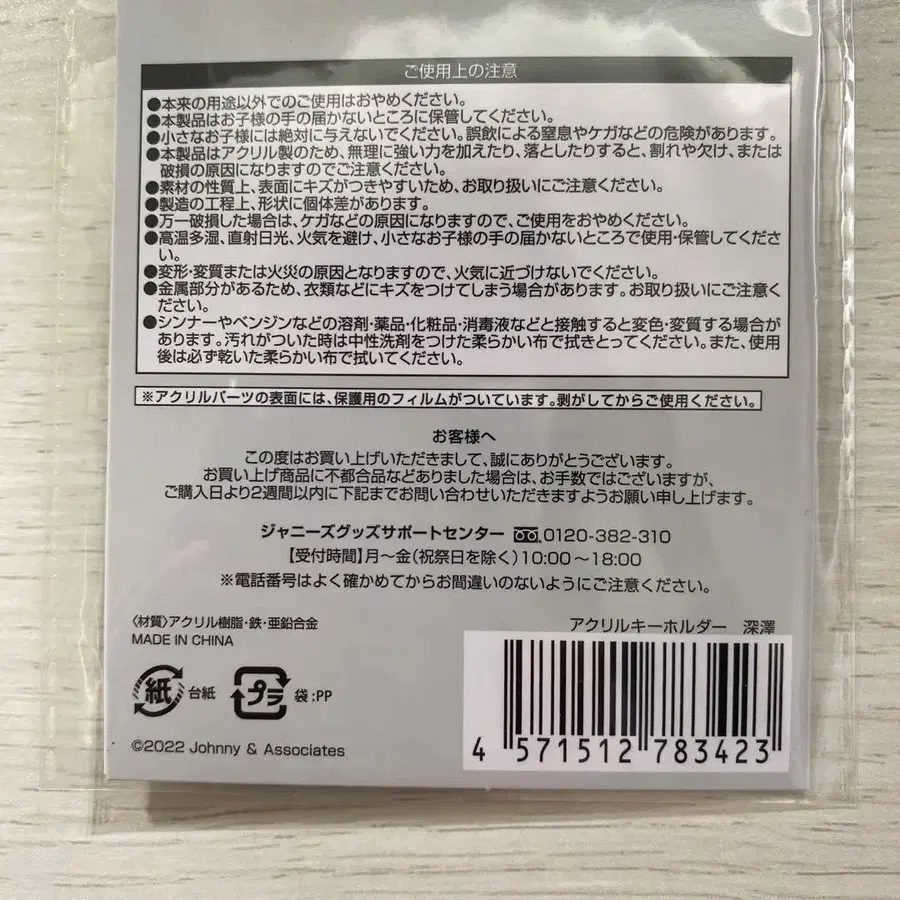 ご使用上の注意
●本来の用途以外でのご使用はおやめください。
●本製品はお子様の手の届かないところに保管してください。
●小さなお子様には絶対に与えないでください。誤飲による窒息やケガなどの危険があります。
●本製品はアクリル製のため、無理に強い力を加えたり、落としたりすると、割れや欠け、または
破損の原因になりますのでご注意ください。
●素材の性質上、表面にキズがつきやすいため、お取り扱いにご注意ください。
●製造の工程上、形状に個体差があります。
●万一破損した場合は、ケガなどの原因になりますので、ご使用をおやめください。
●高温多湿、直射日光、火気を避け、小さなお子様の手の届かないところで使用・保管してくださ
い。
●変形・変質または火災の原因となりますので、火気に近づけないでください。
●金属部分があるため、衣類などにキズをつけてしまう場合があります。お取り扱いにご注意く
ださい。
●シンナーやベンジンなどの溶剤・薬品・化粧品・消毒液などと接触すると変色・変質する場合が
あります。汚れがついた時は中性洗剤をつけた柔らかい布で拭きとってください。また、使用
後は必ず乾いた柔らかい布で拭いてください。
※アクリルパーツの表面には、保護用のフィルムがついています。剥がしてからご使用ください。
お客様へ
この度はお買い上げいただきまして、誠にありがとうございます。
お買い上げ商品に不都合品などありました場合は、お手数ではございますが、
ご購入日より2週間以内に下記までお問い合わせいただきますようお願い申し上げます。
ジャニーズグッズサポートセンター 0120-382-310
【受付時間】月〜金(祝祭日を除く)10:00〜18:00
※電話番号はよく確かめてからお間違いのないようにご注意ください。
〈材質〉アクリル樹脂・鉄・亜鉛合金
MADE IN CHINA
アクリルキーホルダー 深澤
紙 台紙 プラ 袋:PP
©2022 Johnny & Associates
4 571512 783423